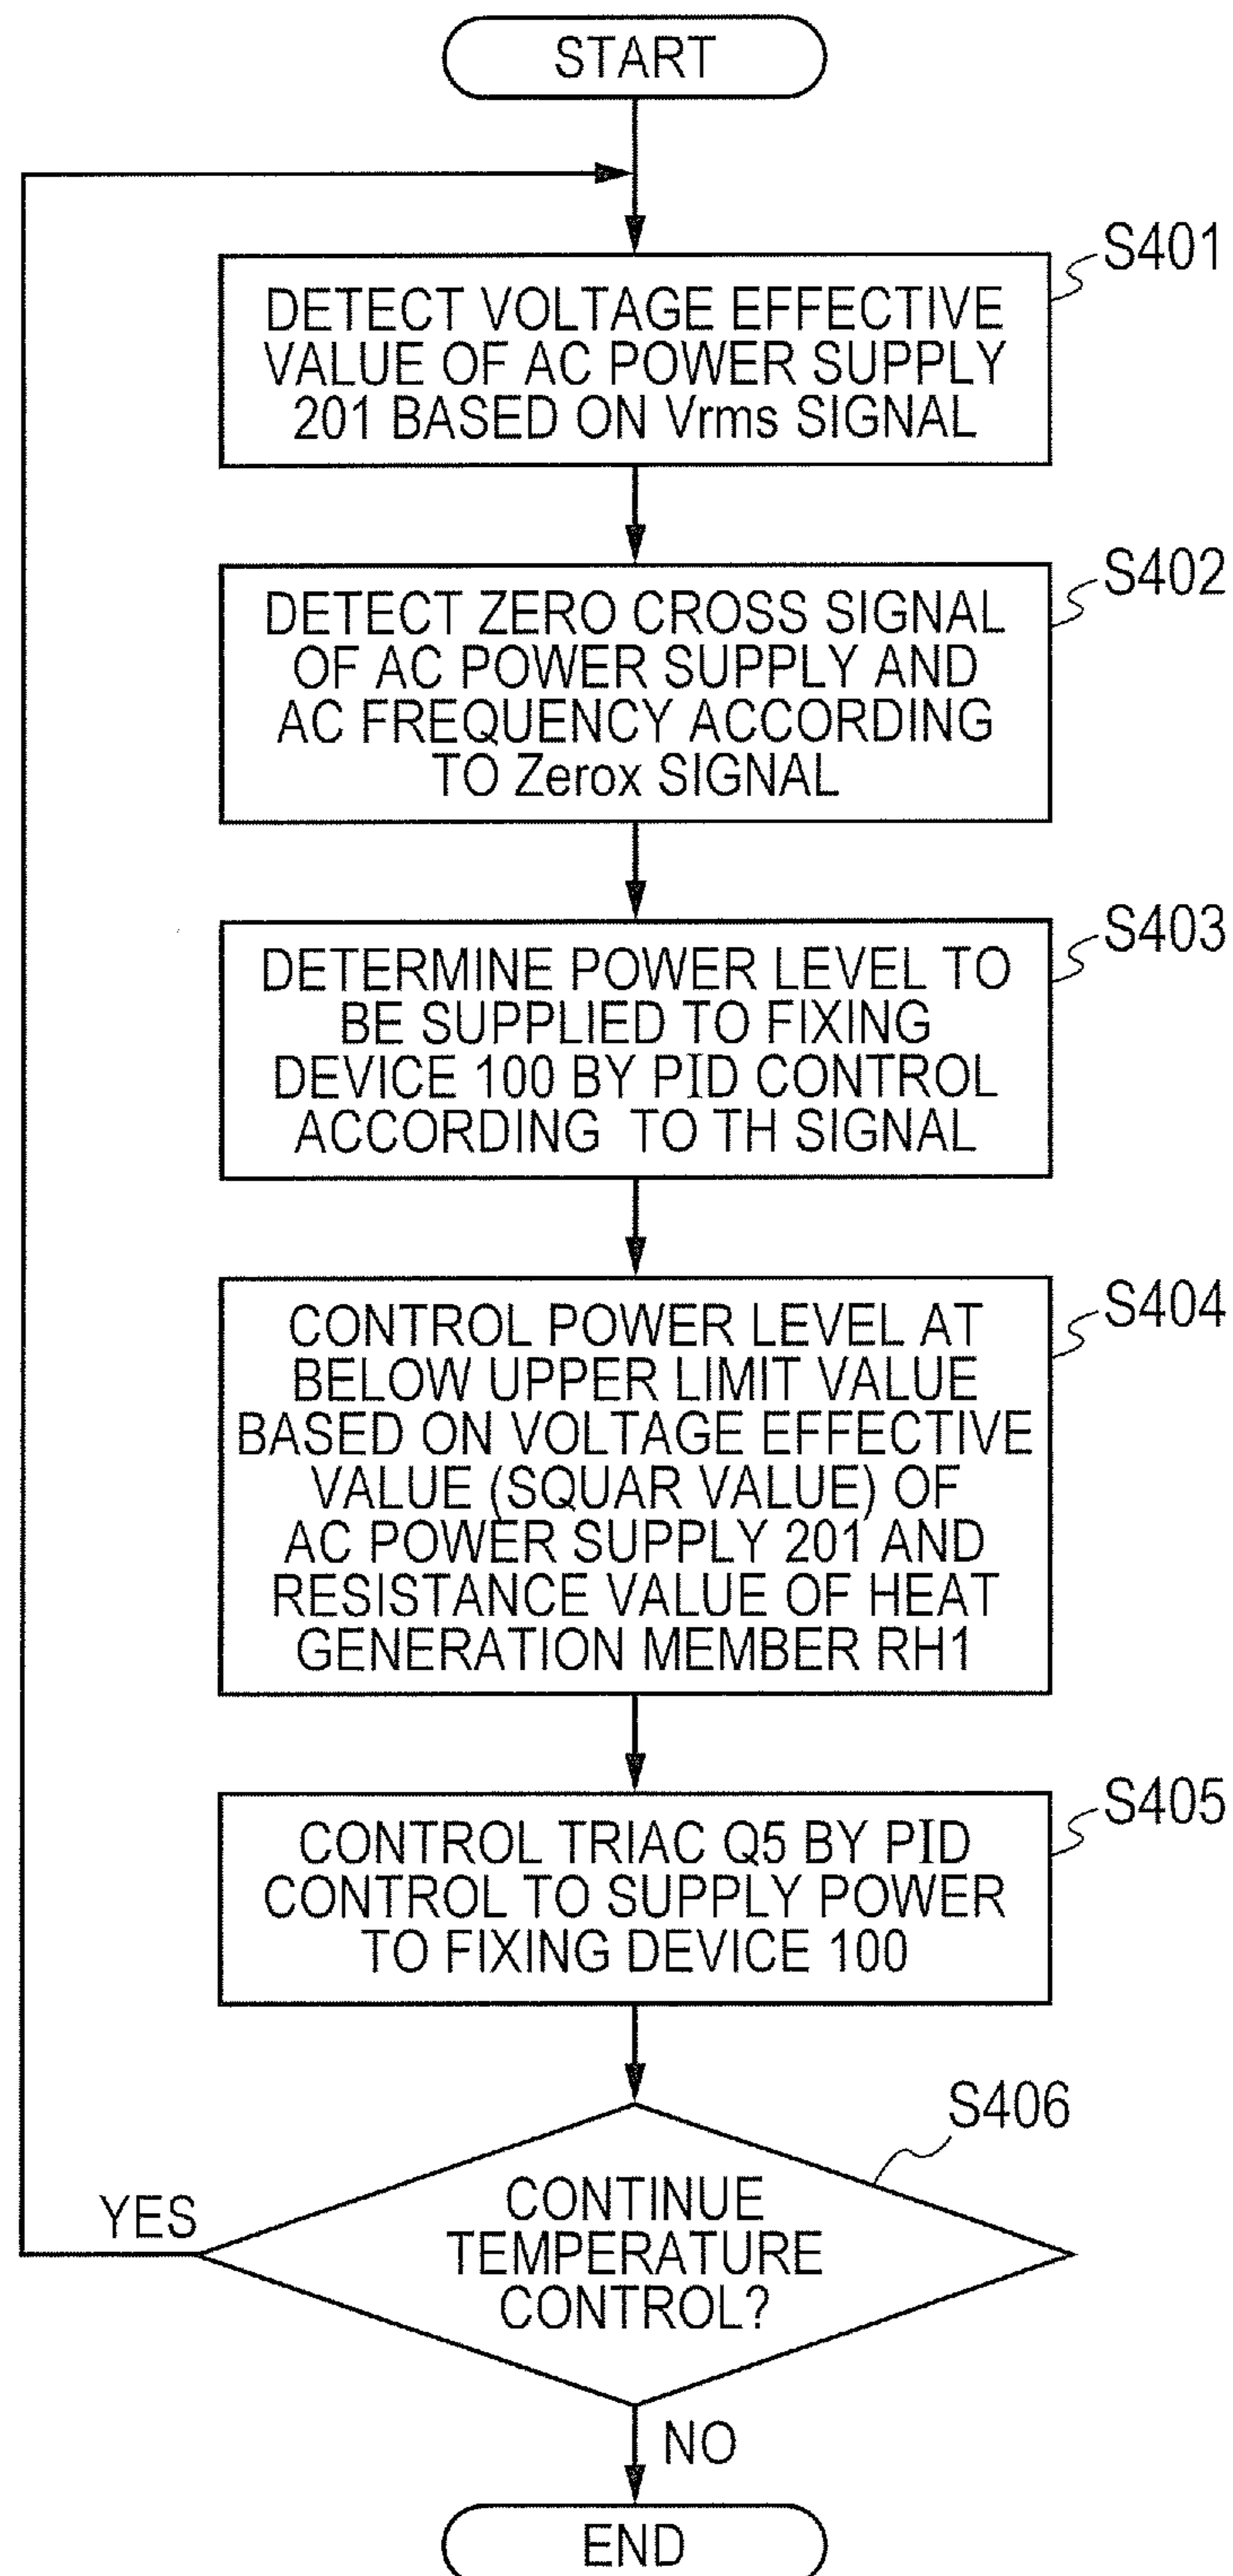 START
S401
DETECT VOLTAGE EFFECTIVE
VALUE OF AC POWER SUPPLY
201 BASED ON Vrms SIGNAL
S402
DETECT ZERO CROSS SIGNAL
OF AC POWER SUPPLY AND
AC FREQUENCY ACCORDING
TO Zerox SIGNAL
S403
DETERMINE POWER LEVEL TO
BE SUPPLIED TO FIXING
DEVICE 100 BY PID CONTROL
ACCORDING TO TH SIGNAL
S404
CONTROL POWER LEVEL AT
BELOW UPPER LIMIT VALUE
BASED ON VOLTAGE EFFECTIVE
VALUE (SQUAR VALUE) OF
AC POWER SUPPLY 201 AND
RESISTANCE VALUE OF HEAT
GENERATION MEMBER RH1
S405
CONTROL TRIAC Q5 BY PID
CONTROL TO SUPPLY POWER
TO FIXING DEVICE 100
S406
CONTINUE
TEMPERATURE
CONTROL?
YES
NO
END